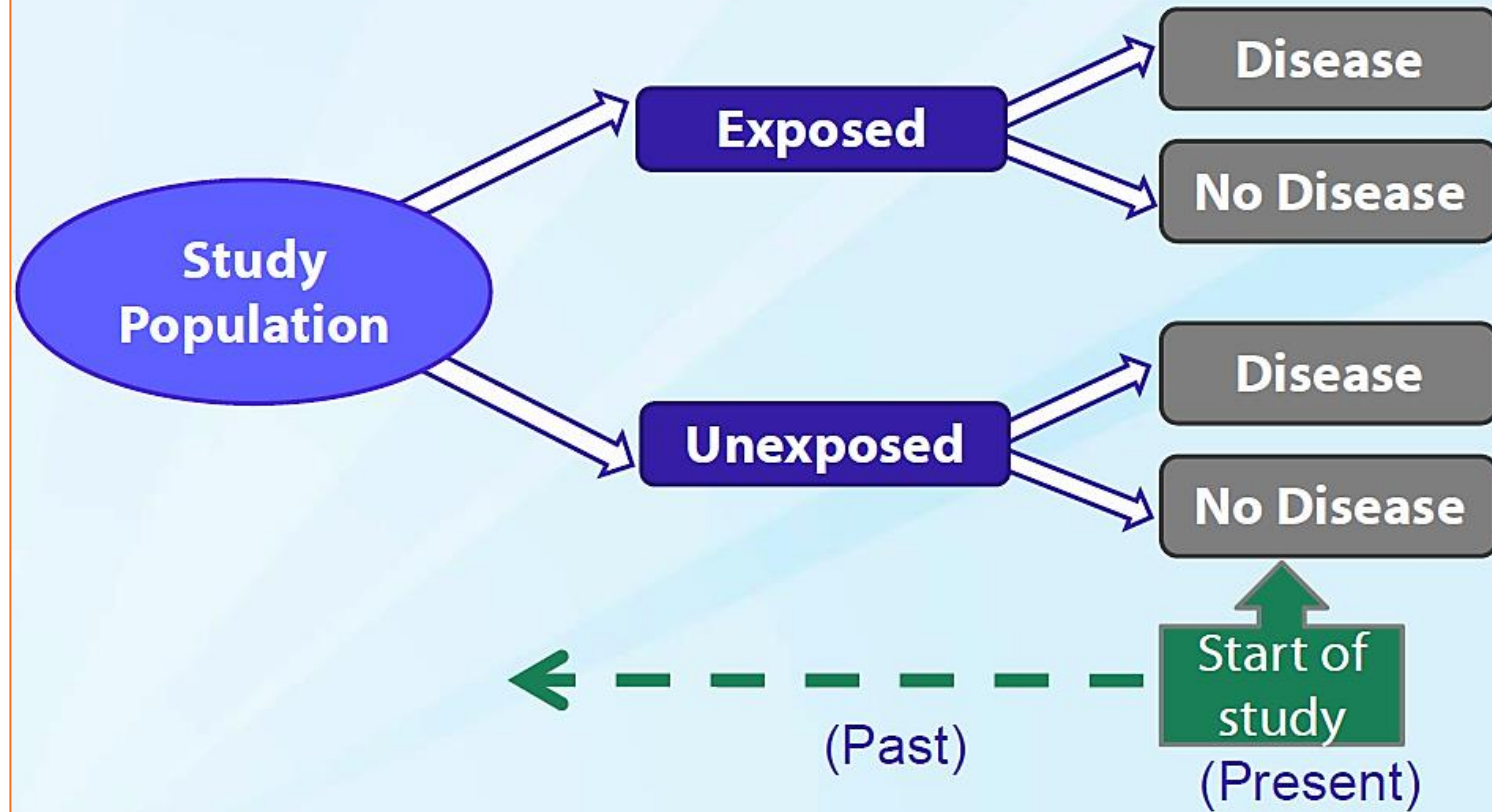 Study
Population
Exposed
Disease
No Disease
Unexposed
Disease
No Disease
Start of
study
(Past)
(Present)